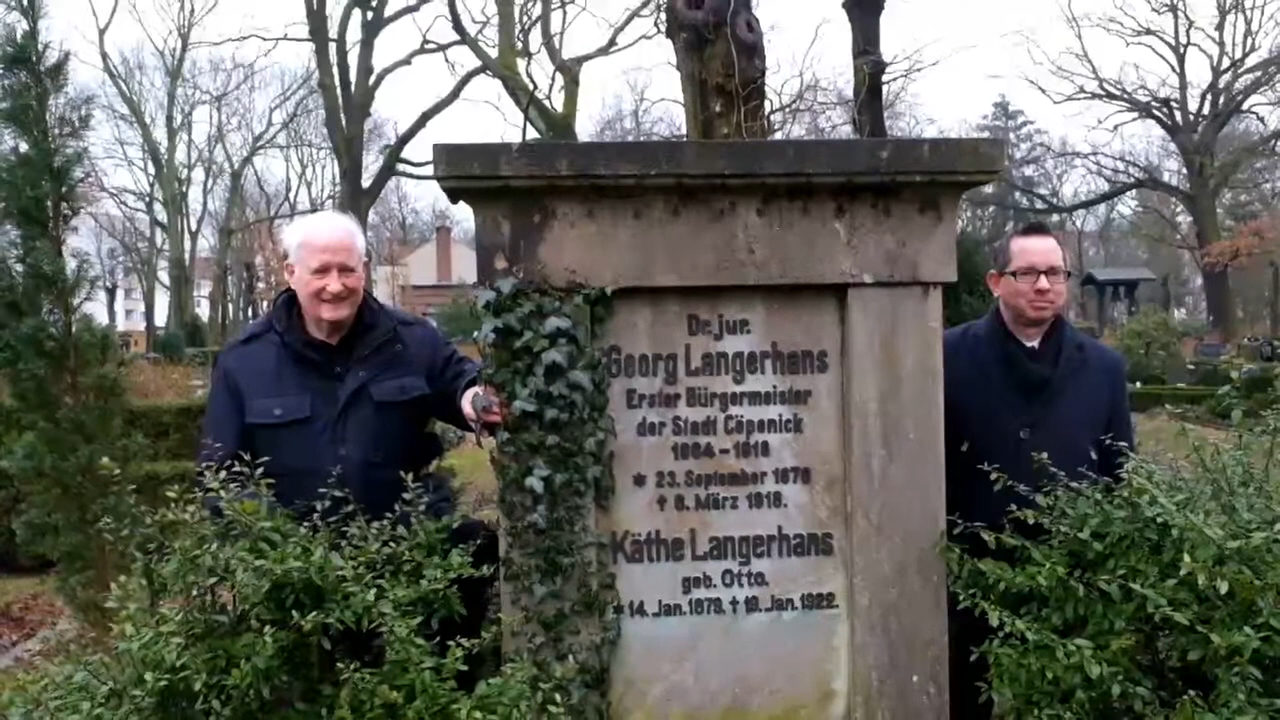 Dr. jur.
Georg Langerhans
Erster Bürgermeister
der Stadt Cöpenick
1904 – 1918
* 23. September 1870
† 8. März 1918.
Käthe Langerhans
geb. Otto.
* 14. Jan. 1879. † 19. Jan. 1922.